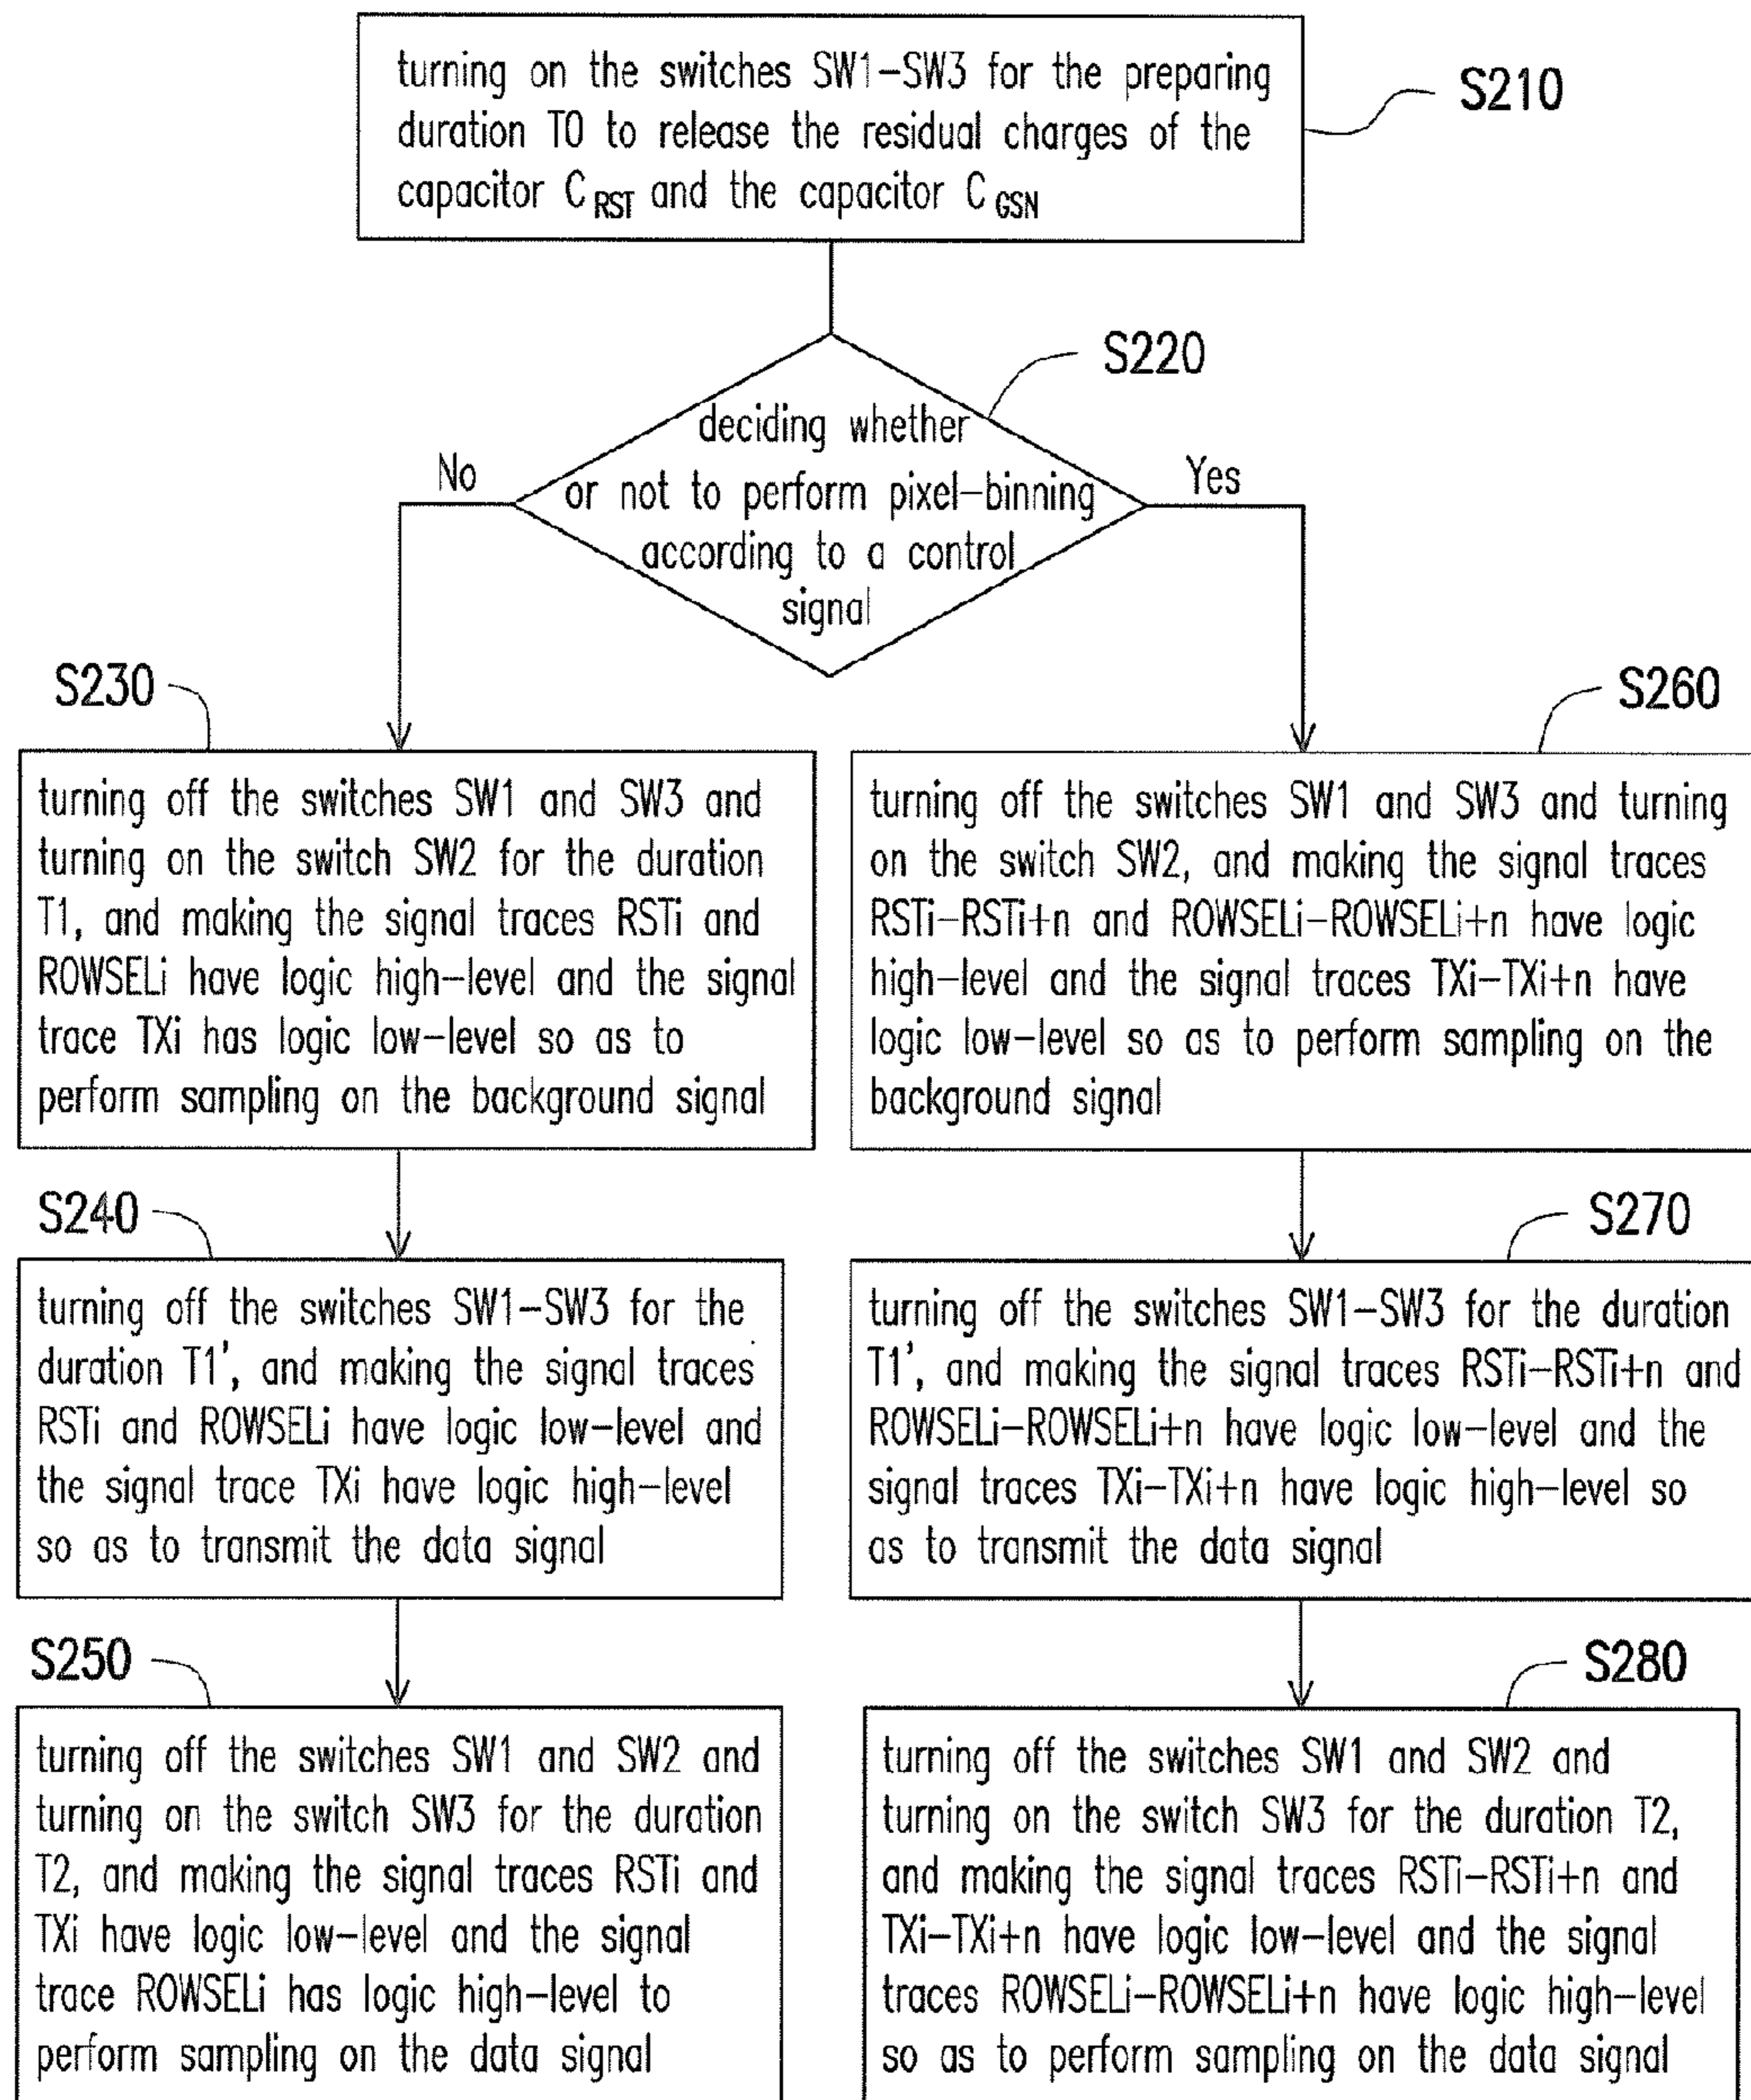 turning on the switches SW1-SW3 for the preparing
duration T0 to release the residual charges of the
capacitor C RST and the capacitor C GSN
S210
S220
deciding whether
or not to perform pixel-binning
according to a control
signal
No
Yes
S230
turning off the switches SW1 and SW3 and
turning on the switch SW2 for the duration
T1, and making the signal traces RSTi and
ROWSELi have logic high-level and the signal
trace TXi has logic low-level so as to
perform sampling on the background signal
S260
turning off the switches SW1 and SW3 and turning
on the switch SW2, and making the signal traces
RSTi-RSTi+n and ROWSELi-ROWSELi+n have logic
high-level and the signal traces TXi-TXi+n have
logic low-level so as to perform sampling on the
background signal
S240
turning off the switches SW1-SW3 for the
duration T1', and making the signal traces
RSTi and ROWSELi have logic low-level and
the signal trace TXi have logic high-level
so as to transmit the data signal
S270
turning off the switches SW1-SW3 for the duration
T1', and making the signal traces RSTi-RSTi+n and
ROWSELi-ROWSELi+n have logic low-level and the
signal traces TXi-TXi+n have logic high-level so
as to transmit the data signal
S250
turning off the switches SW1 and SW2 and
turning on the switch SW3 for the duration
T2, and making the signal traces RSTi and
TXi have logic low-level and the signal
trace ROWSELi has logic high-level to
perform sampling on the data signal
S280
turning off the switches SW1 and SW2 and
turning on the switch SW3 for the duration T2,
and making the signal traces RSTi-RSTi+n and
TXi-TXi+n have logic low-level and the signal
traces ROWSELi-ROWSELi+n have logic high-level
so as to perform sampling on the data signal